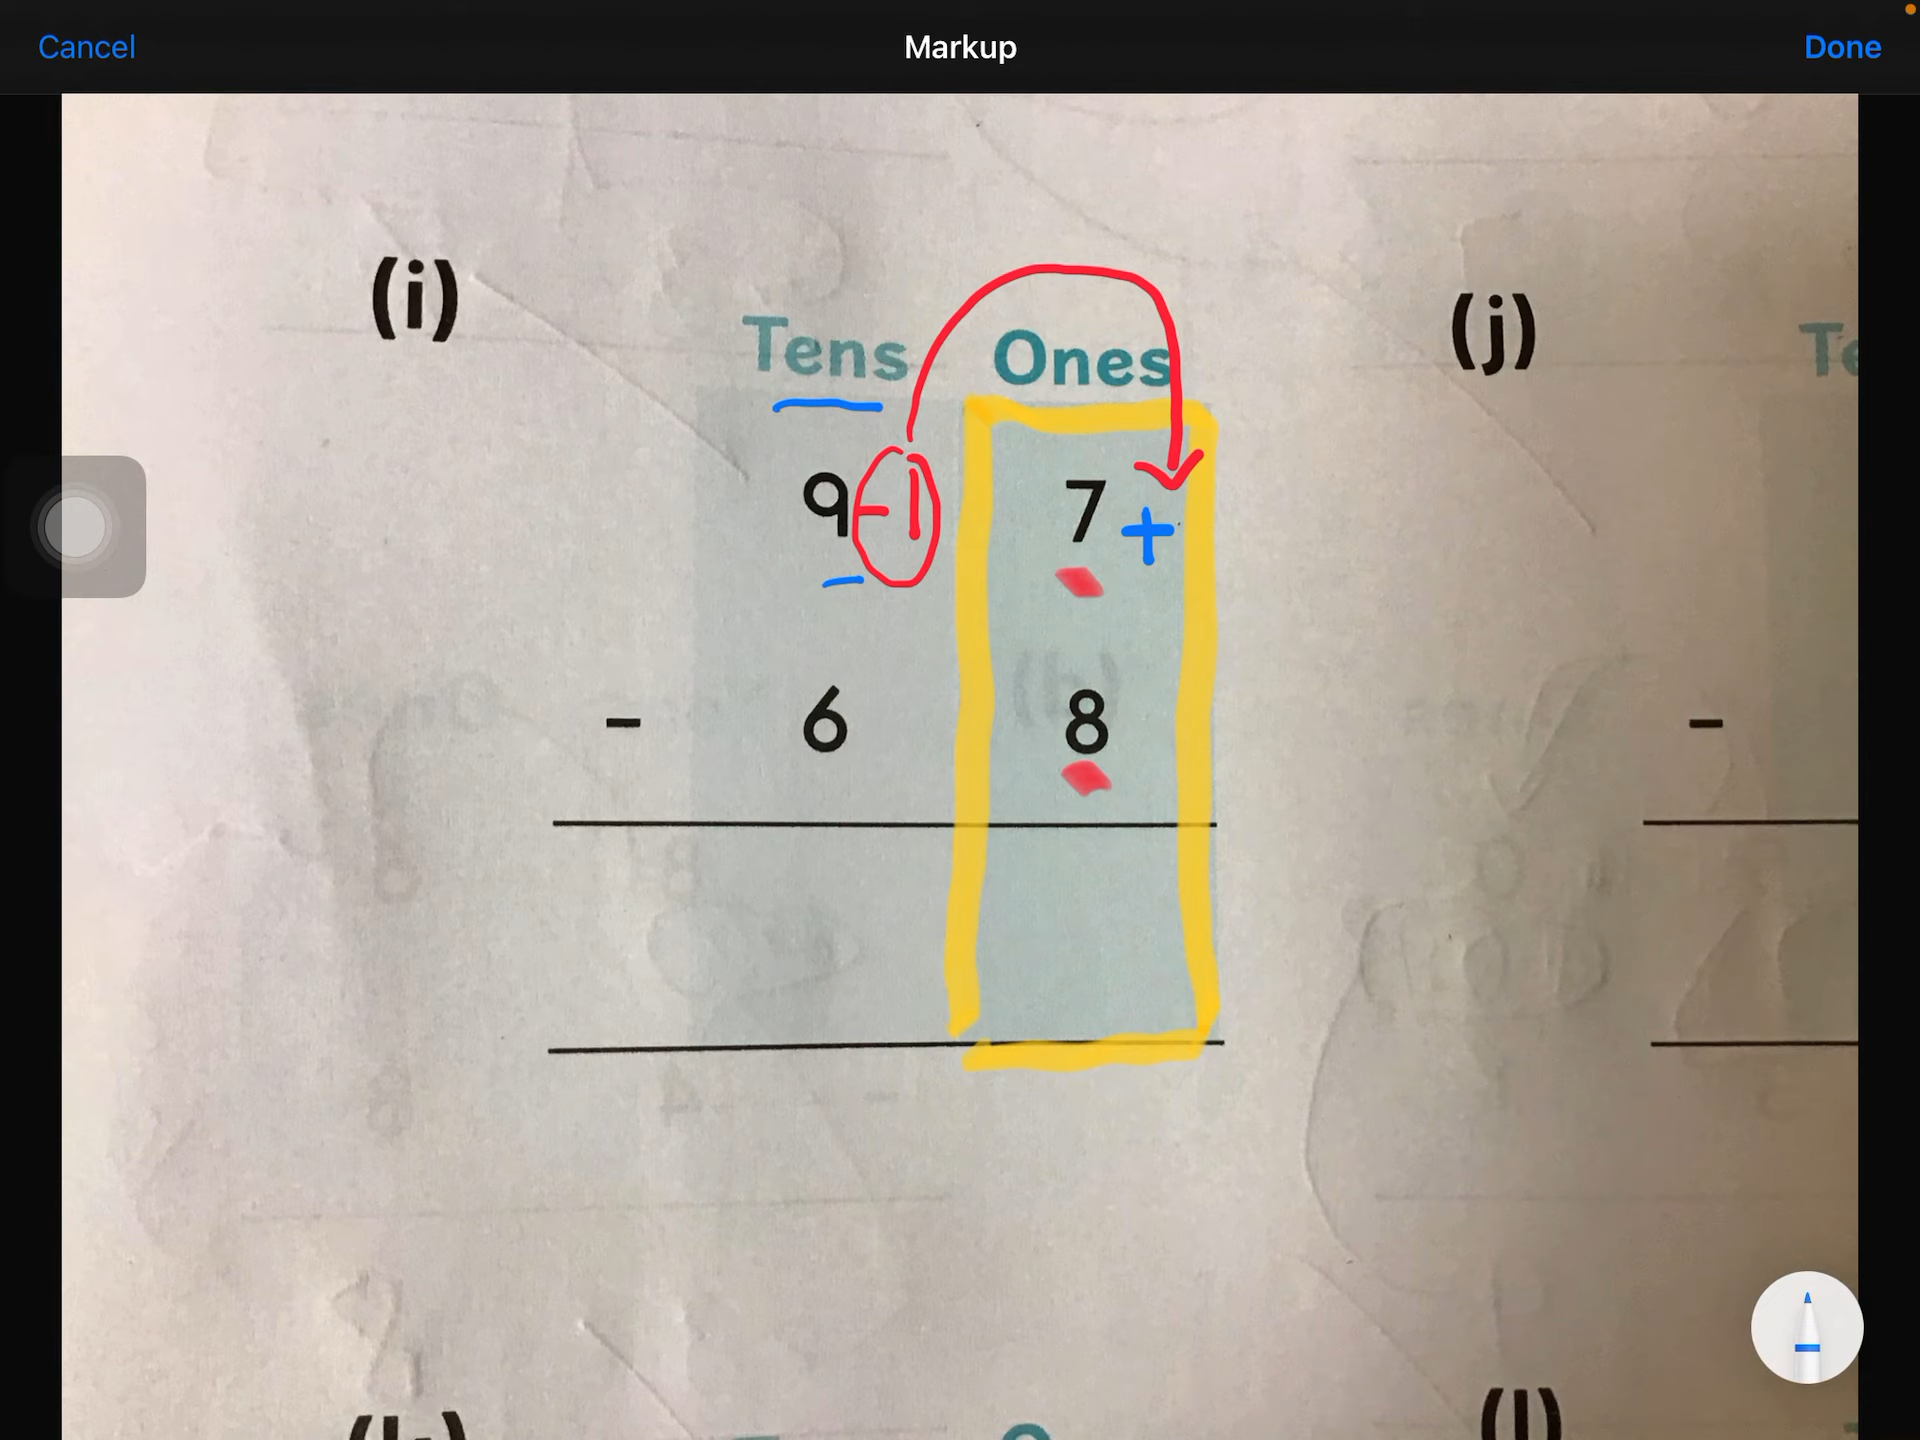 Cancel Markup Done
(i) (j)
Tens Ones
9-1 7+
- 6 8 -
(l)